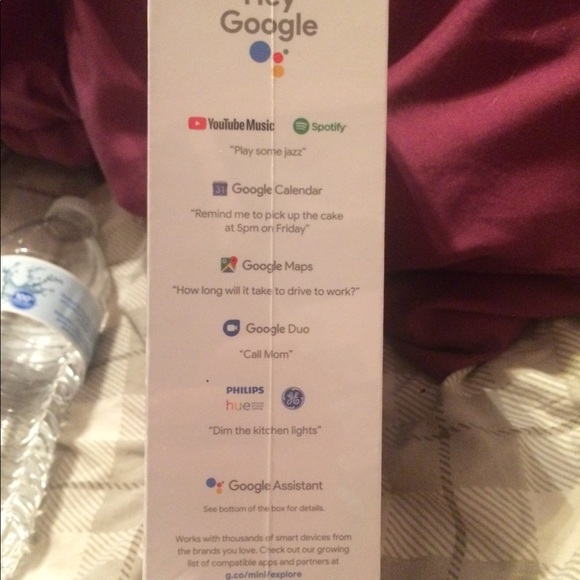 Hey
Google
YouTube Music Spotify
"Play some jazz"
31 Google Calendar
"Remind me to pick up the cake
at 5pm on Friday"
Google Maps
"How long will it take to drive to work?"
Google Duo
"Call Mom"
PHILIPS
hue
"Dim the kitchen lights"
Google Assistant
See bottom of the box for details.
Works with thousands of smart devices from
the brands you love. Check out our growing
list of compatible apps and partners at
g.co/mini/explore